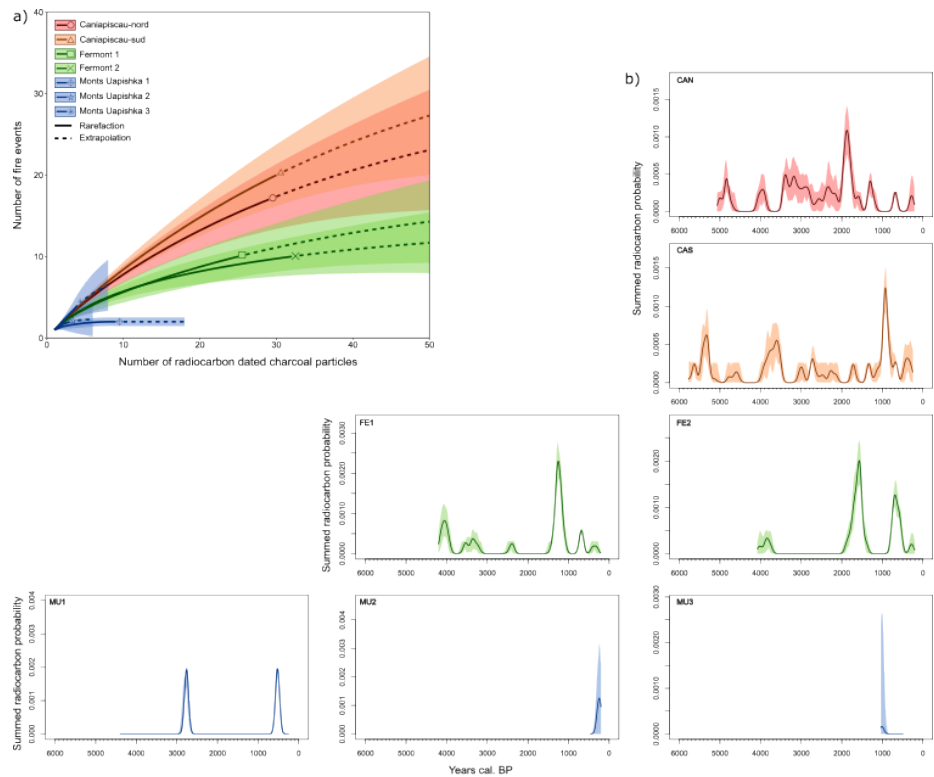 a)
40
30
20
10
0
Number of fire events
Caniapiscau-nord
Caniapiscau-sud
Fermont 1
Fermont 2
Monts Uapishka 1
Monts Uapishka 2
Monts Uapishka 3
Rarefaction
Extrapolation
0 10 20 30 40 50
Number of radiocarbon dated charcoal particles
b)
CAN
0.0015
0.0010
0.0005
0.0000
6000 5000 4000 3000 2000 1000 0
Summed radiocarbon probability
CAS
0.0015
0.0010
0.0005
0.0000
6000 5000 4000 3000 2000 1000 0
FE1
Summed radiocarbon probability
0.0030
0.0020
0.0010
0.0000
6000 5000 4000 3000 2000 1000 0
FE2
0.0030
0.0020
0.0010
0.0000
6000 5000 4000 3000 2000 1000 0
MU1
Summed radiocarbon probability
0.004
0.003
0.002
0.001
0.000
6000 5000 4000 3000 2000 1000 0
MU2
0.004
0.003
0.002
0.001
0.000
6000 5000 4000 3000 2000 1000 0
MU3
0.0030
0.0020
0.0010
0.0000
6000 5000 4000 3000 2000 1000 0
Years cal. BP